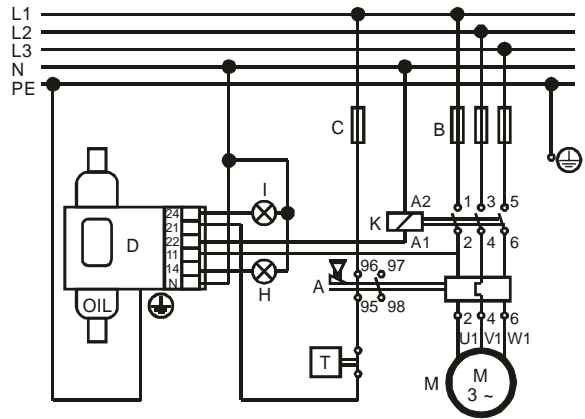 L1
L2
L3
N
PE
C
B
I
A2
1 3 5
K
A1
2 4 6
24
21
22
11
14
N
D
OIL
H
96 97
A
95 98
T
2 4 6
U1 V1 W1
M
M
3 ~